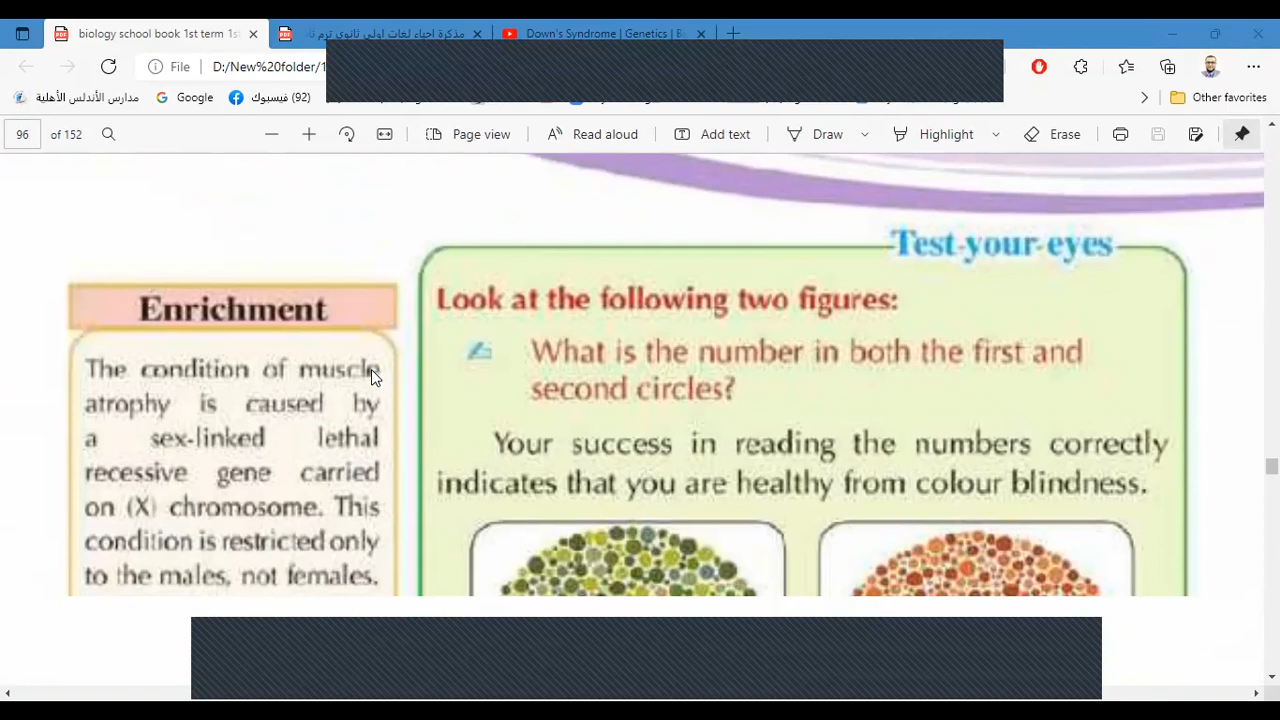 biology school book 1st term 1s
مذكرة احياء لغات اولى ثانوى ترم
Down's Syndrome | Genetics | B
File D:/New%20folder/1
مدارس الأندلس الأهلية
Google
(92) فيسبوك
Other favorites
96 of 152
Page view
Read aloud
Add text
Draw
Highlight
Erase
Enrichment
The condition of muscle
atrophy is caused by
a sex-linked lethal
recessive gene carried
on (X) chromosome. This
condition is restricted only
to the males, not females.
Test your eyes
Look at the following two figures:
What is the number in both the first and
second circles?
Your success in reading the numbers correctly
indicates that you are healthy from colour blindness.